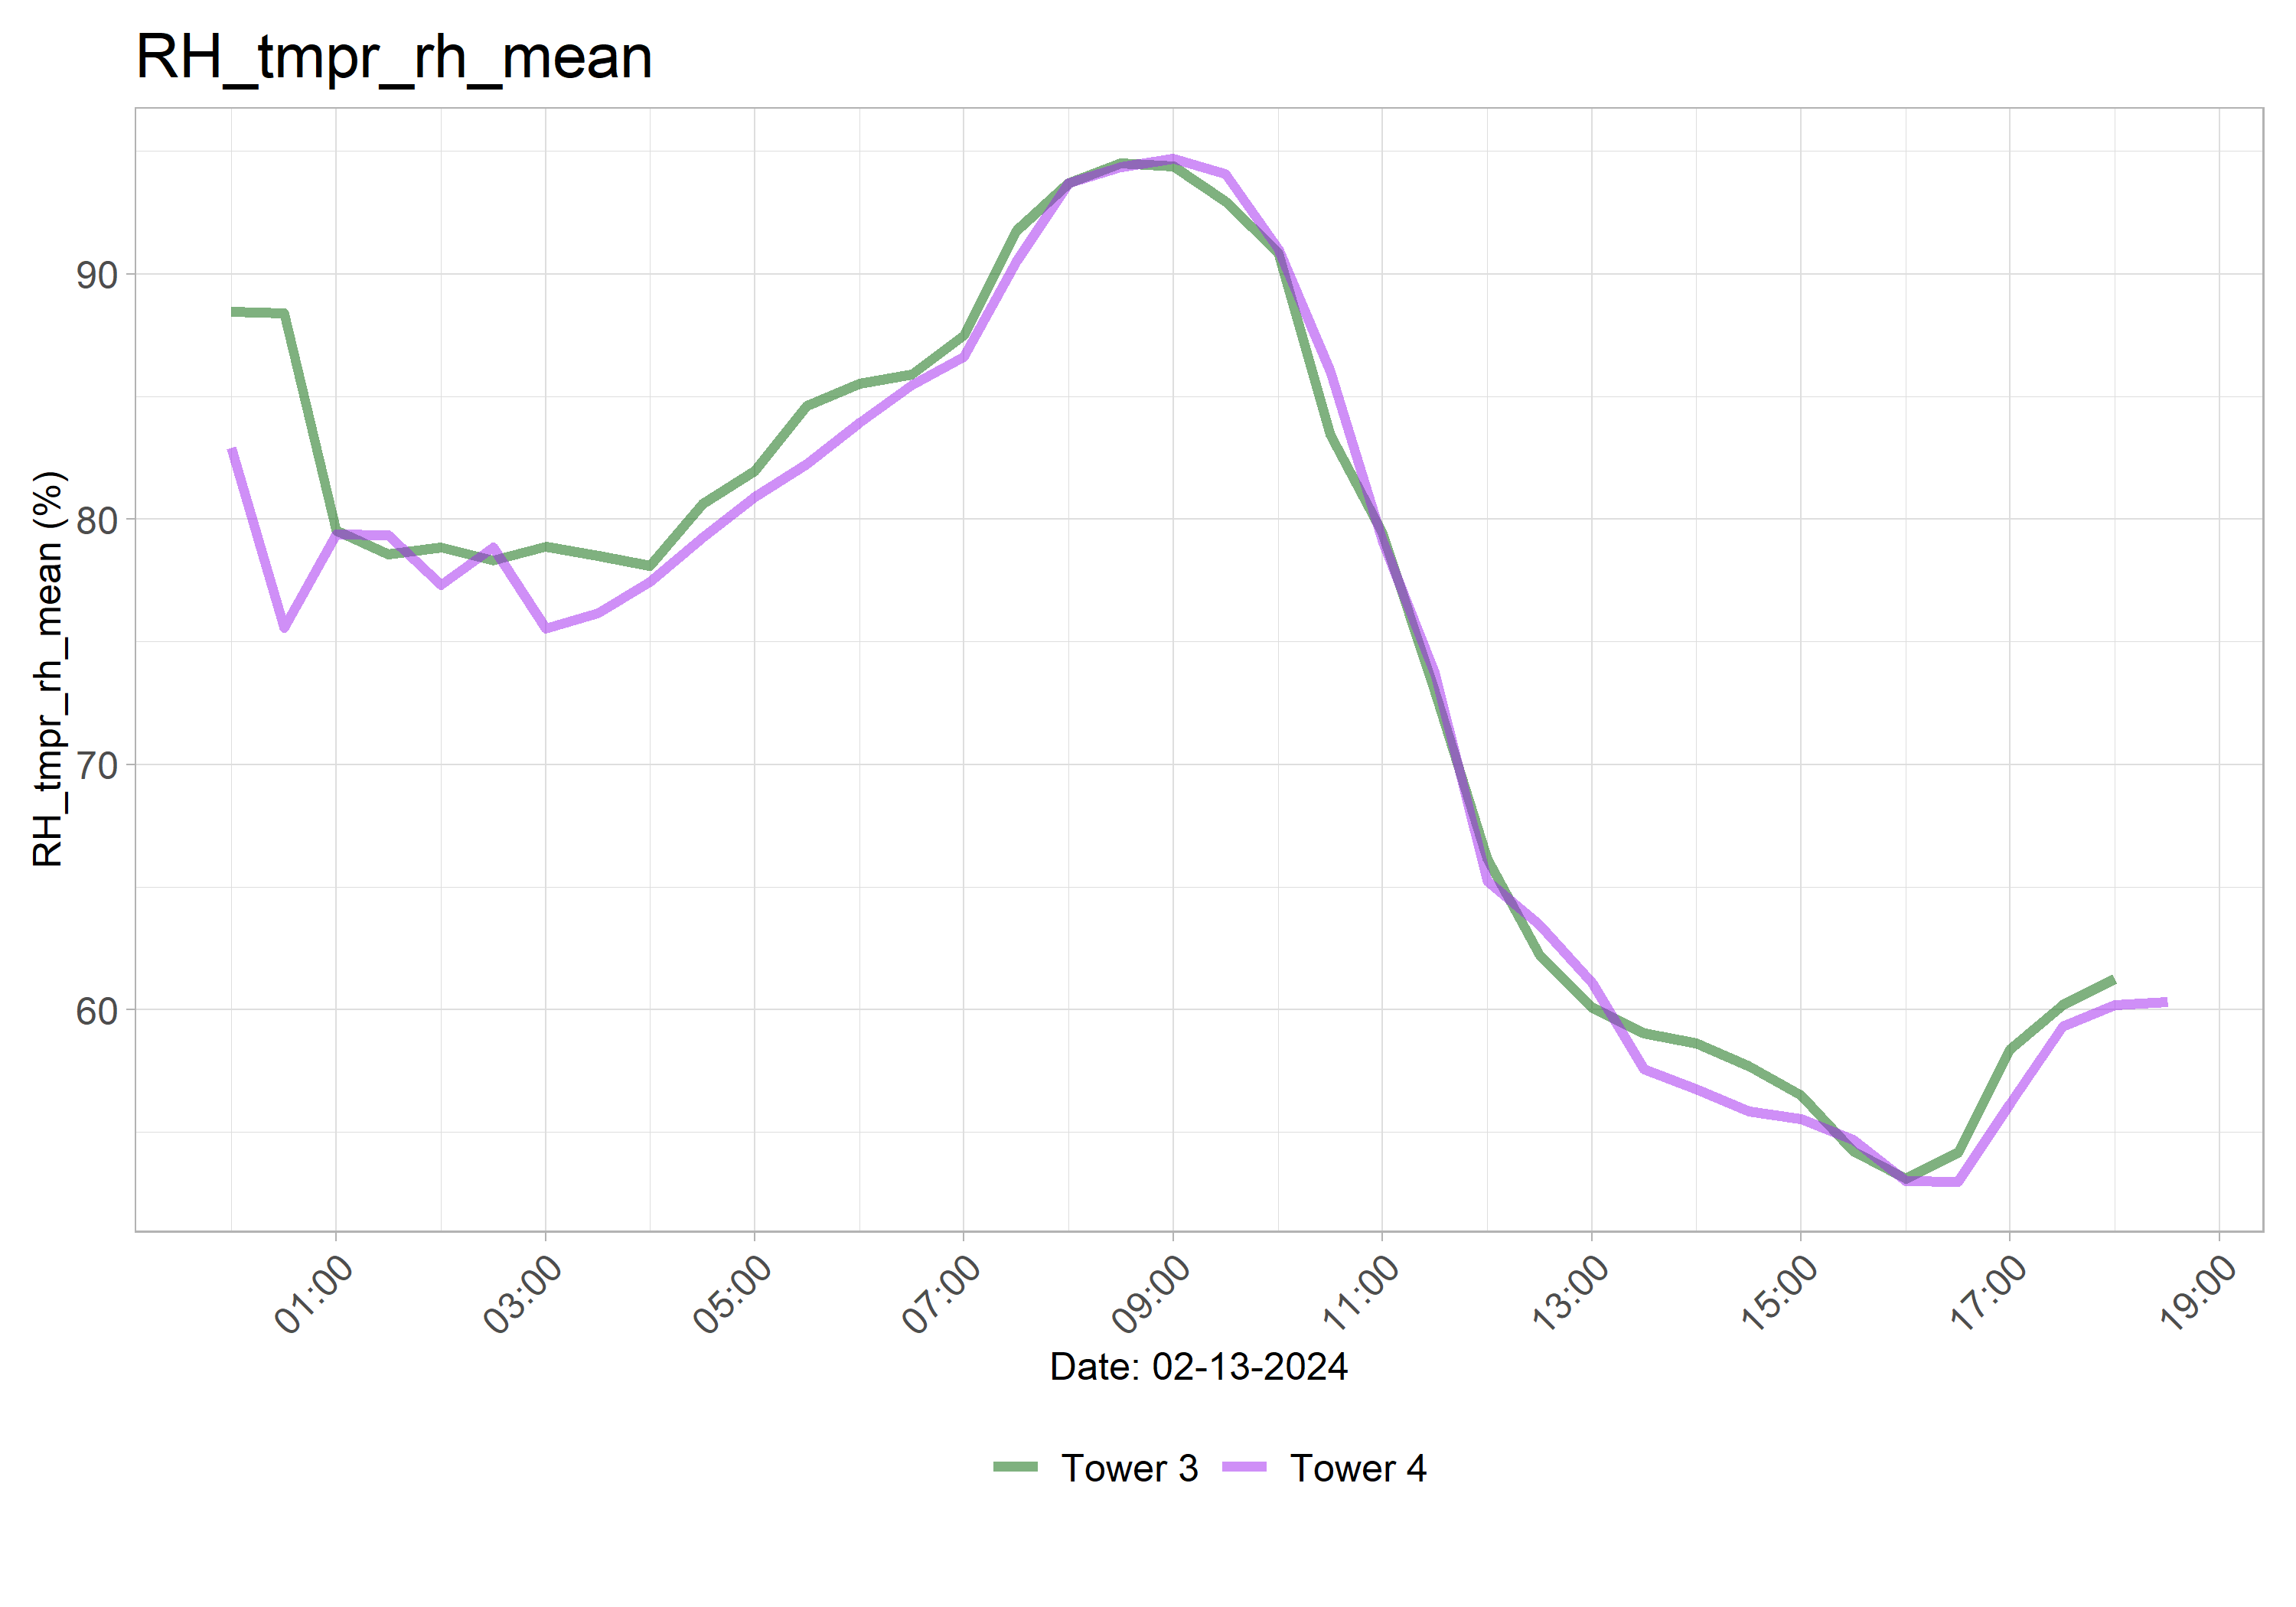 RH_tmpr_rh_mean
RH_tmpr_rh_mean (%)
90
80
70
60
01:00
03:00
05:00
07:00
09:00
11:00
13:00
15:00
17:00
19:00
Date: 02-13-2024
Tower 3
Tower 4